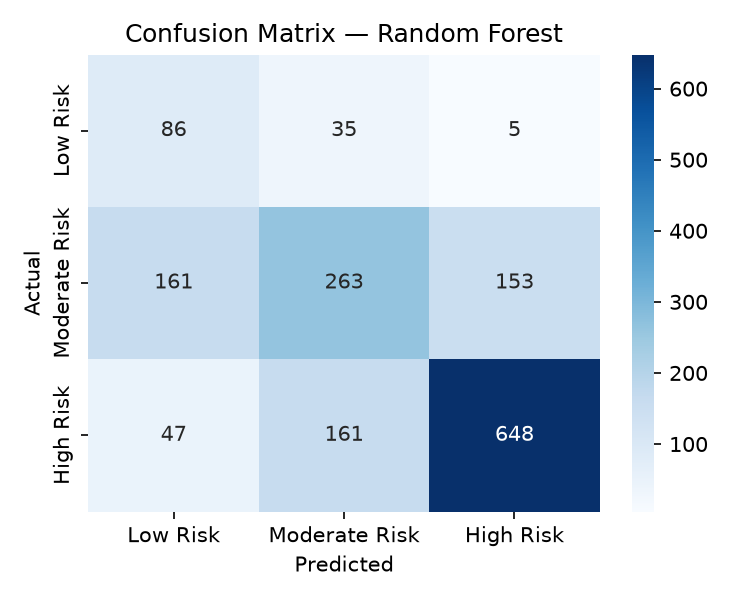 Confusion Matrix — Random Forest
Actual
Low Risk
86 35 5
Moderate Risk
161 263 153
High Risk
47 161 648
Low Risk Moderate Risk High Risk
Predicted
600
500
400
300
200
100